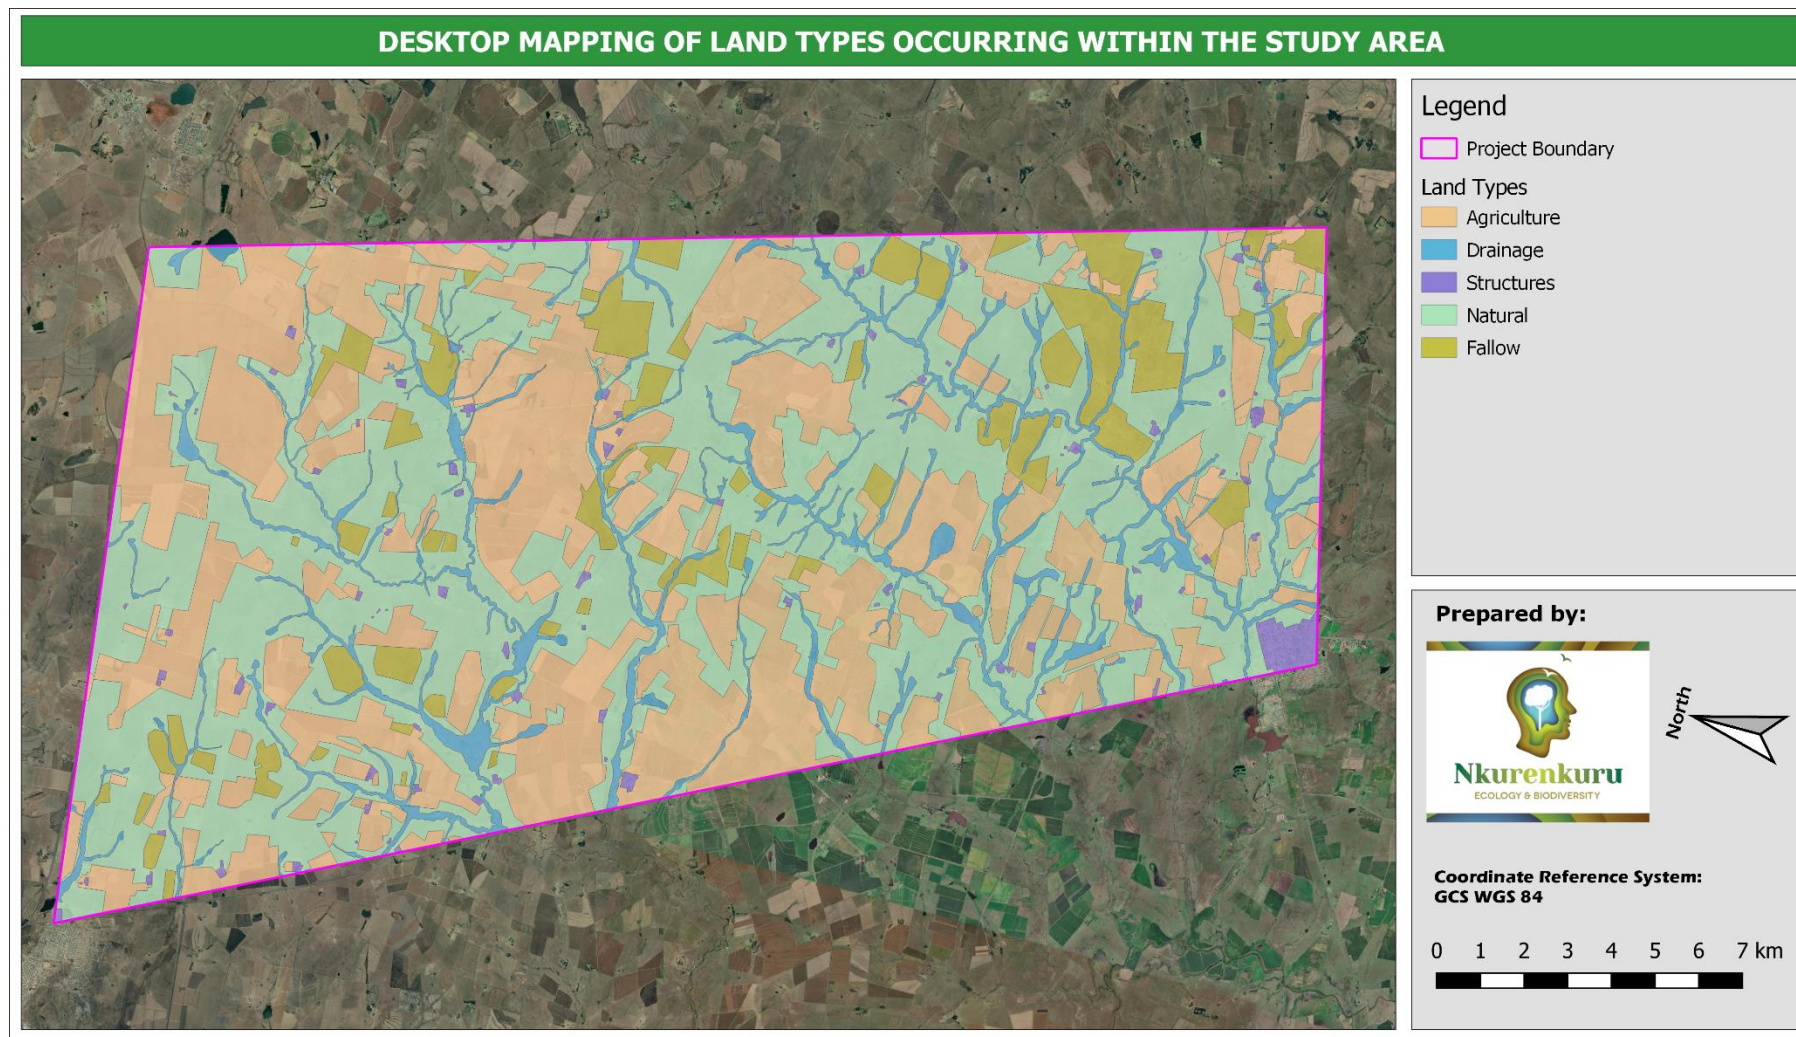 DESKTOP MAPPING OF LAND TYPES OCCURRING WITHIN THE STUDY AREA
Legend
Project Boundary
Land Types
Agriculture
Drainage
Structures
Natural
Fallow
Prepared by:
Nkurenkuru
ECOLOGY & BIODIVERSITY
North
Coordinate Reference System:
GCS WGS 84
0 1 2 3 4 5 6 7 km